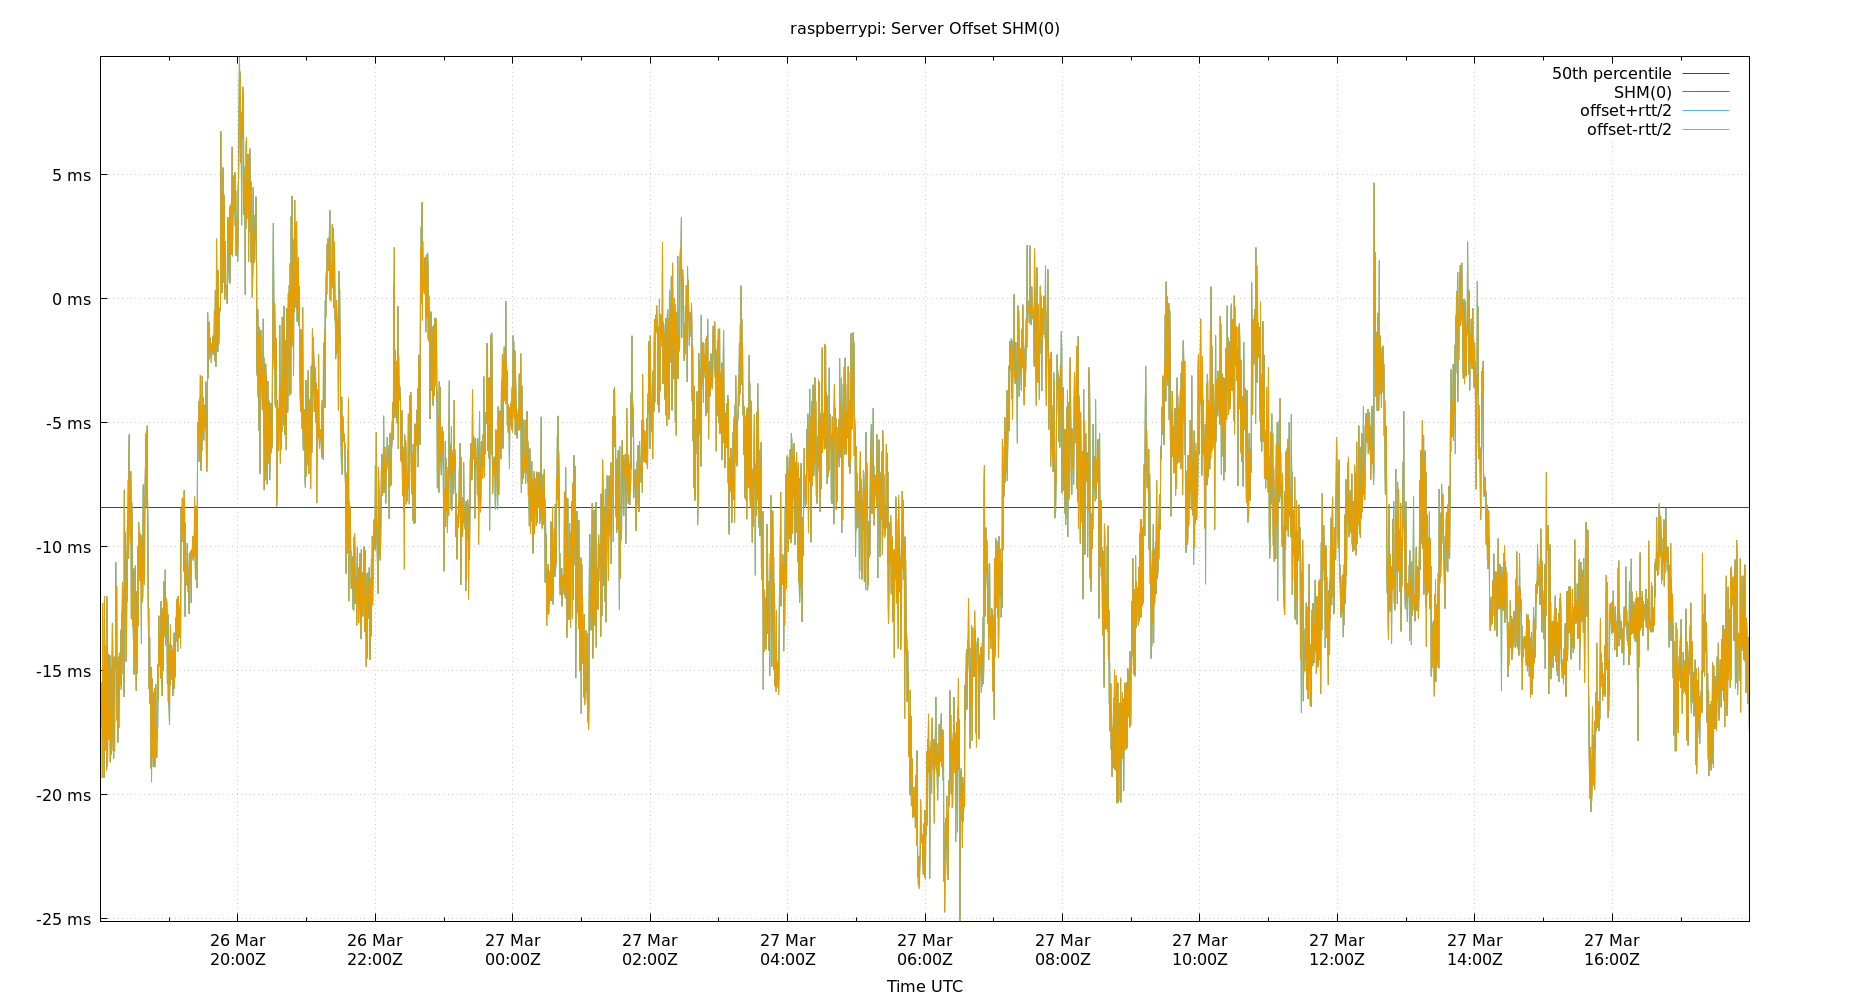 raspberrypi: Server Offset SHM(0)
50th percentile
SHM(0)
offset+rtt/2
offset-rtt/2
5 ms
0 ms
-5 ms
-10 ms
-15 ms
-20 ms
-25 ms
26 Mar 26 Mar 27 Mar 27 Mar 27 Mar 27 Mar 27 Mar 27 Mar 27 Mar 27 Mar 27 Mar
20:00Z 22:00Z 00:00Z 02:00Z 04:00Z 06:00Z 08:00Z 10:00Z 12:00Z 14:00Z 16:00Z
Time UTC